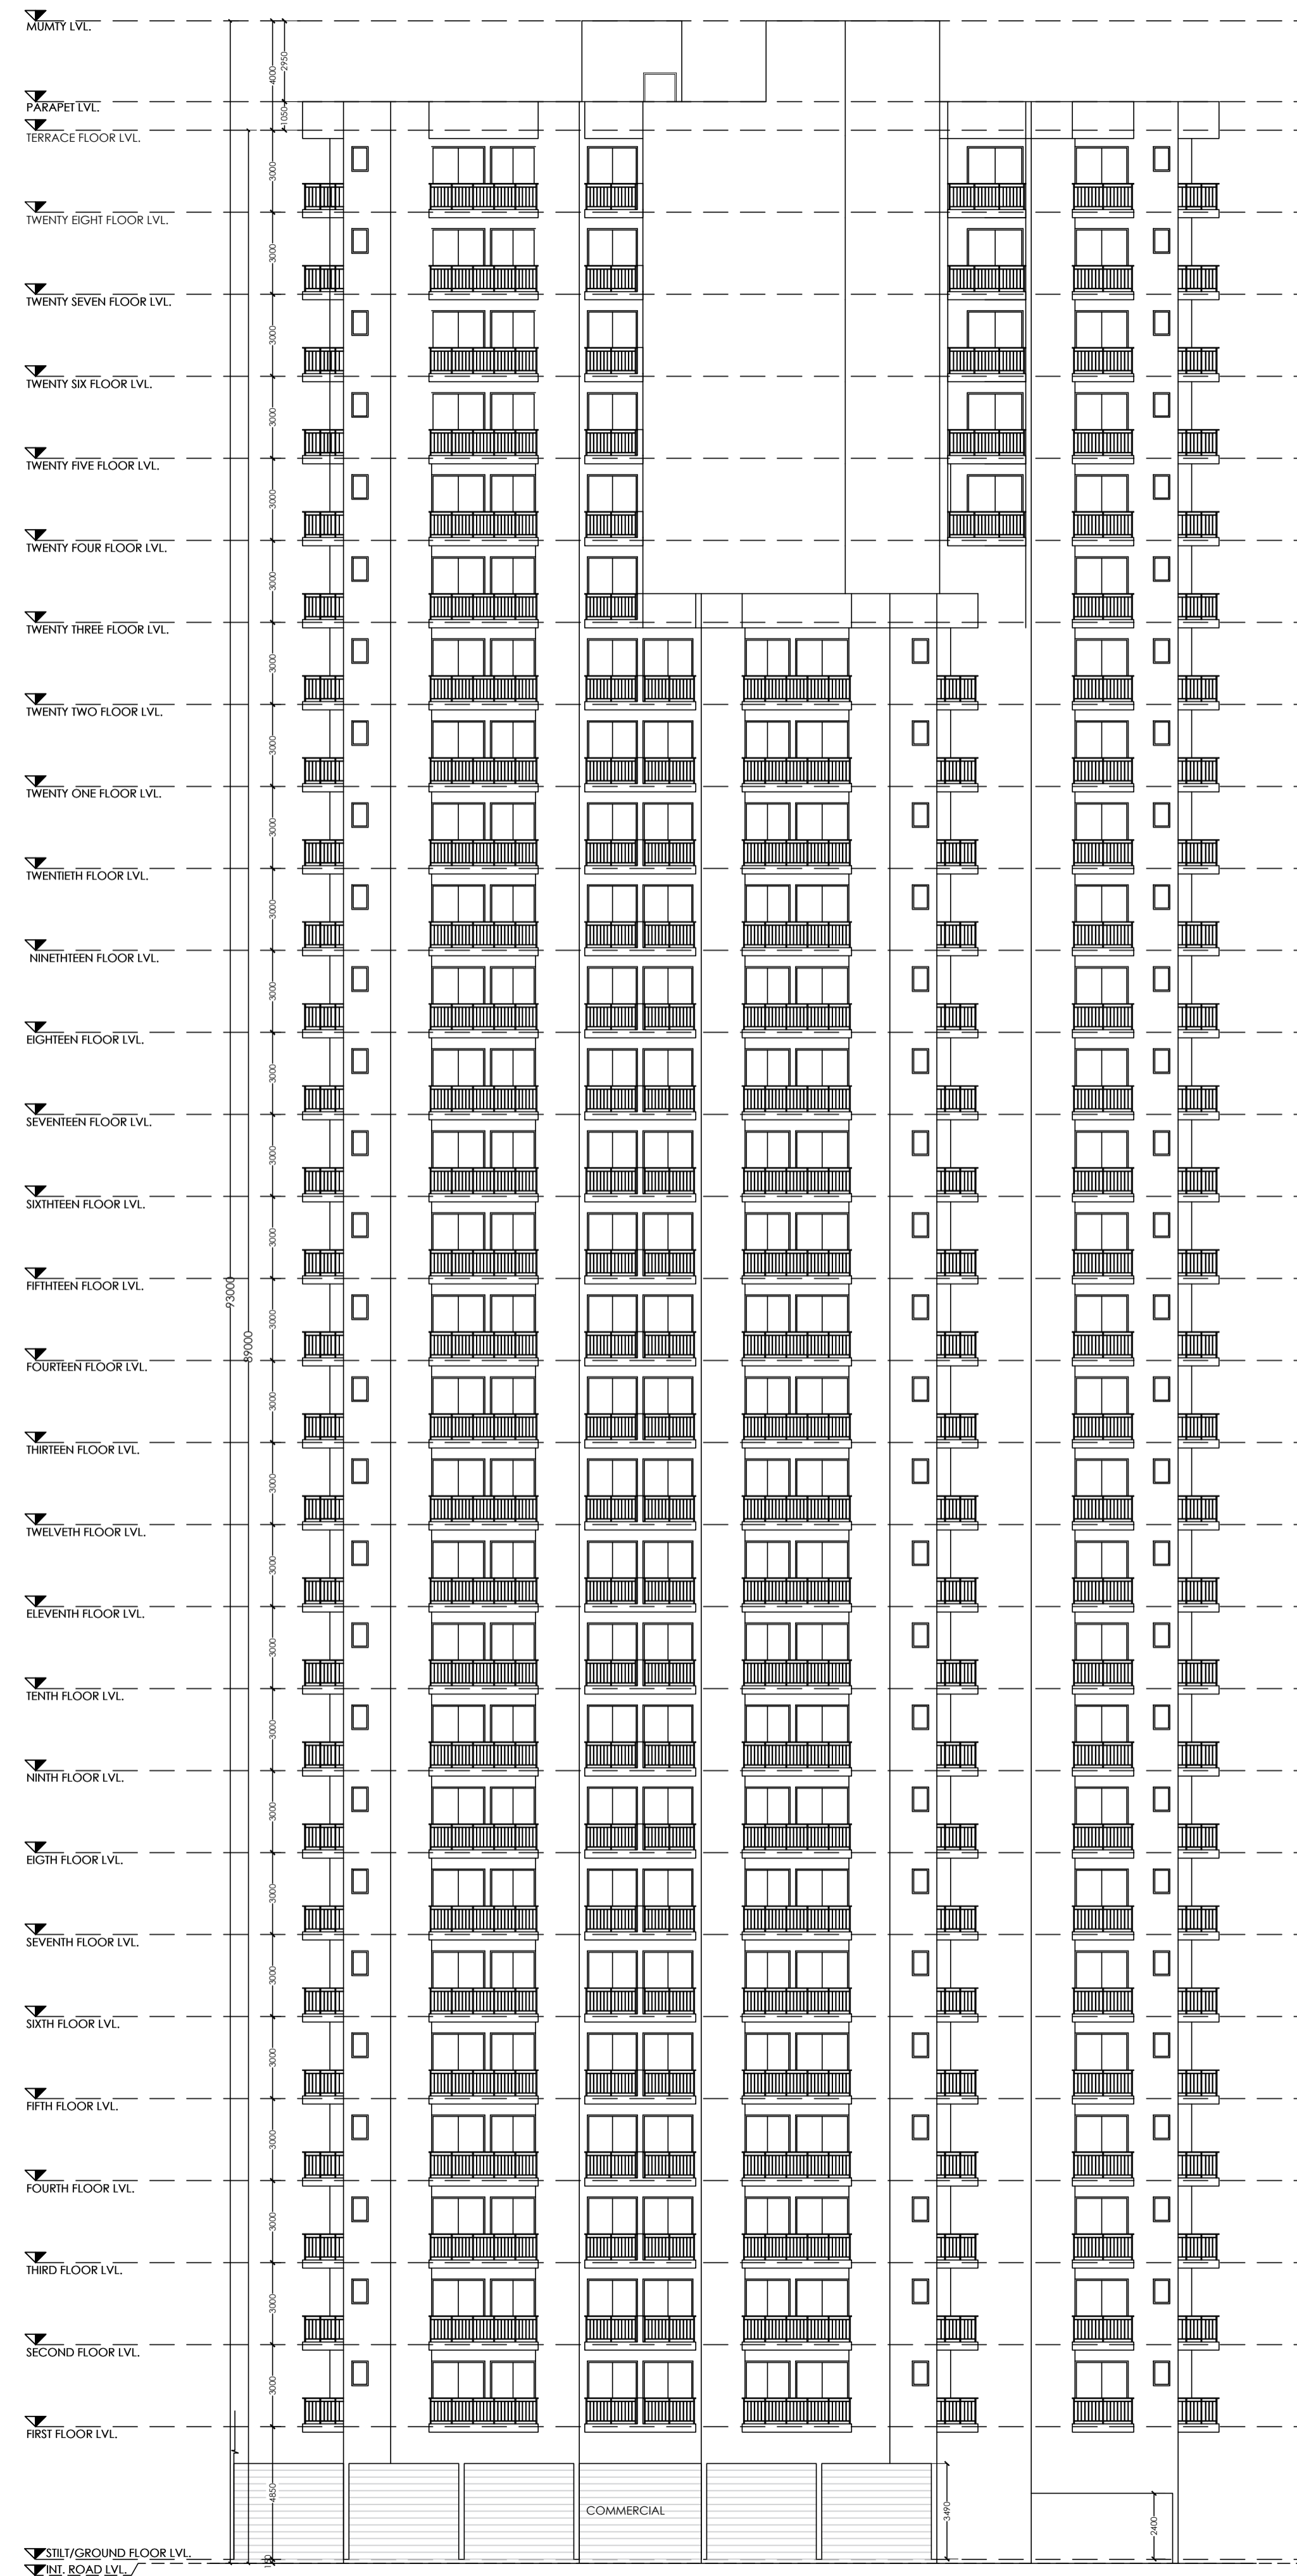 MUMTY LVL.
2950
4000
PARAPET LVL.
1050
TERRACE FLOOR LVL.
3000
TWENTY EIGHT FLOOR LVL.
3000
TWENTY SEVEN FLOOR LVL.
3000
TWENTY SIX FLOOR LVL.
3000
TWENTY FIVE FLOOR LVL.
3000
TWENTY FOUR FLOOR LVL.
3000
TWENTY THREE FLOOR LVL.
3000
TWENTY TWO FLOOR LVL.
3000
TWENTY ONE FLOOR LVL.
3000
TWENTIETH FLOOR LVL.
3000
NINETHTEEN FLOOR LVL.
3000
EIGHTEEN FLOOR LVL.
3000
SEVENTEEN FLOOR LVL.
3000
SIXTHTEEN FLOOR LVL.
3000
FIFTHTEEN FLOOR LVL.
93000
3000
89000
FOURTEEN FLOOR LVL.
3000
THIRTEEN FLOOR LVL.
3000
TWELVETH FLOOR LVL.
3000
ELEVENTH FLOOR LVL.
3000
TENTH FLOOR LVL.
3000
NINTH FLOOR LVL.
3000
EIGTH FLOOR LVL.
3000
SEVENTH FLOOR LVL.
3000
SIXTH FLOOR LVL.
3000
FIFTH FLOOR LVL.
3000
FOURTH FLOOR LVL.
3000
THIRD FLOOR LVL.
3000
SECOND FLOOR LVL.
3000
FIRST FLOOR LVL.
4850
COMMERCIAL
3490
2400
STILT/GROUND FLOOR LVL.
150
INT. ROAD LVL.